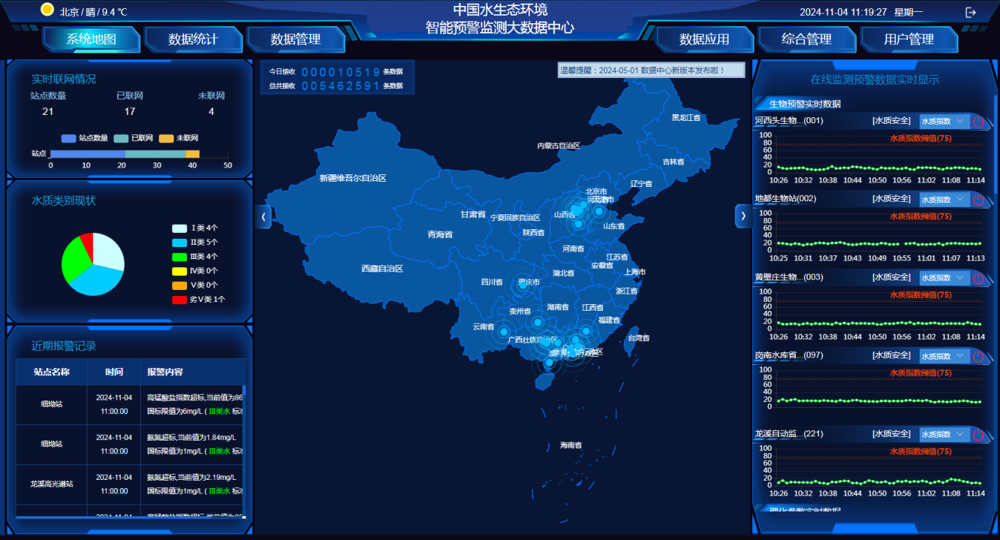 北京 / 晴 / 9.4 ℃
中国水生态环境
智能预警监测大数据中心
2024-11-04 11:19:27 星期一
系统地图
数据统计
数据管理
数据应用
综合管理
用户管理
实时联网情况
站点数量 已联网 未联网
21 17 4
站点数量 已联网 未联网
站点
0 10 20 30 40 50
水质类别现状
Ⅰ类 4个
Ⅱ类 5个
Ⅲ类 4个
Ⅳ类 0个
Ⅴ类 0个
劣Ⅴ类 1个
近期报警记录
站点名称 时间 报警内容
细坳站
2024-11-04
11:00:00
高锰酸盐指数超标,当前值为86
国标限值为6mg/L ( Ⅲ类水 标
细坳站
2024-11-04
11:00:00
氨氮超标,当前值为1.84mg/L
国标限值为1mg/L ( Ⅲ类水 标
龙溪高光谱站
2024-11-04
11:00:00
氨氮超标,当前值为2.19mg/L
国标限值为1mg/L ( Ⅲ类水 标
今日接收 000010519 条数据
总共接收 005462591 条数据
温馨提醒：2024-05-01 数据中心新版本发布啦！
黑龙江省
内蒙古自治区
吉林省
新疆维吾尔自治区
辽宁省
北京市
甘肃省
宁夏回族自治区
山西省
山东省
青海省
陕西省
河南省
江苏省
安徽省
西藏自治区
湖北省
上海市
四川省
重庆市
浙江省
湖南省
江西省
贵州省
福建省
云南省
广西壮族自治区
台湾省
海南省
在线监测预警数据实时显示
生物预警实时数据
河西头生物...(001) [水质安全] 水质指数
水质指数阈值(75)
100
80
60
40
20
0
10:26 10:32 10:38 10:44 10:50 10:56 11:02 11:08 11:14
地都生物站(002) [水质安全] 水质指数
水质指数阈值(75)
100
80
60
40
20
0
10:25 10:31 10:37 10:43 10:49 10:55 11:01 11:07 11:13
黄壁庄生物...(003) [水质安全] 水质指数
水质指数阈值(75)
100
80
60
40
20
0
10:26 10:32 10:38 10:44 10:50 10:56 11:02 11:08 11:14
岗南水库省...(097) [水质安全] 水质指数
水质指数阈值(75)
100
80
60
40
20
0
龙溪自动监...(221) [水质安全] 水质指数
水质指数阈值(75)
100
80
60
40
20
0
10:26 10:32 10:38 10:44 10:50 10:56 11:02 11:08 11:14